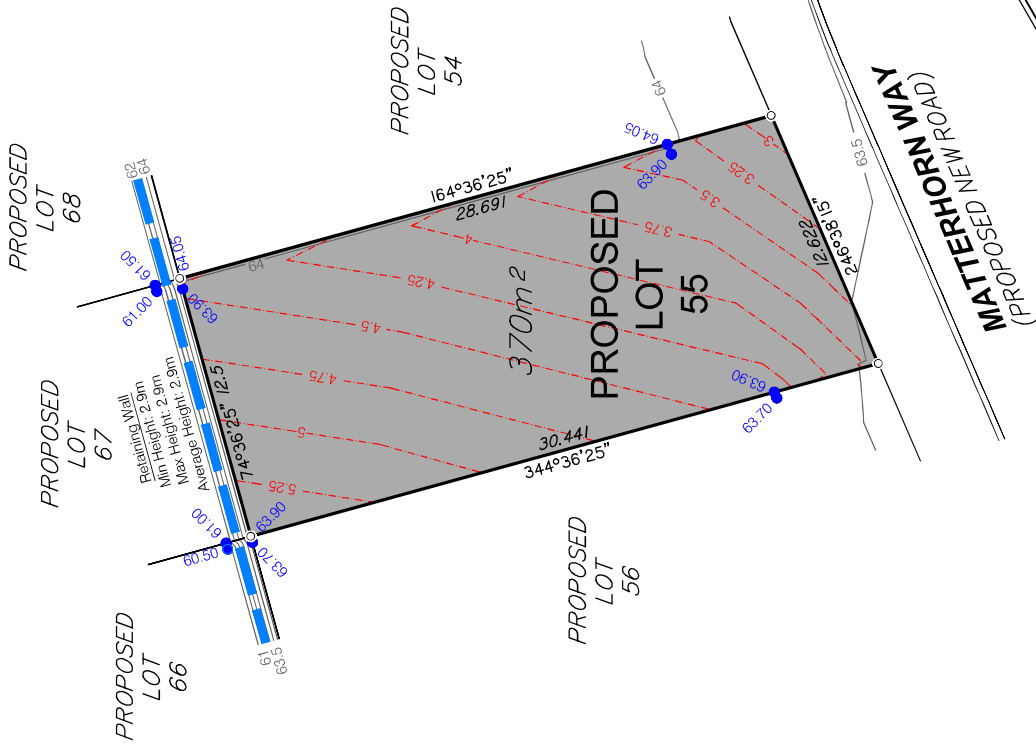 PROPOSED
LOT
54
PROPOSED
LOT
68
PROPOSED
LOT
67
PROPOSED
LOT
66
PROPOSED
LOT
56
PROPOSED
LOT
55
370m2
MATTERHORN WAY
(PROPOSED NEW ROAD)
Retaining Wall
Min Height: 2.9m
Max Height: 2.9m
Average Height: 2.9m
164°36'25"
28.691
246°38'15"
12.622
344°36'25"
30.441
74°36'25" 12.5
62
64
61
63.5
64
64
63.5
61.50
61.00
64.05
63.90
64.05
63.90
63.90
63.70
61.00
60.50
63.90
63.70
3
3.25
3.5
3.75
4
4.25
4.5
4.75
5
5.25